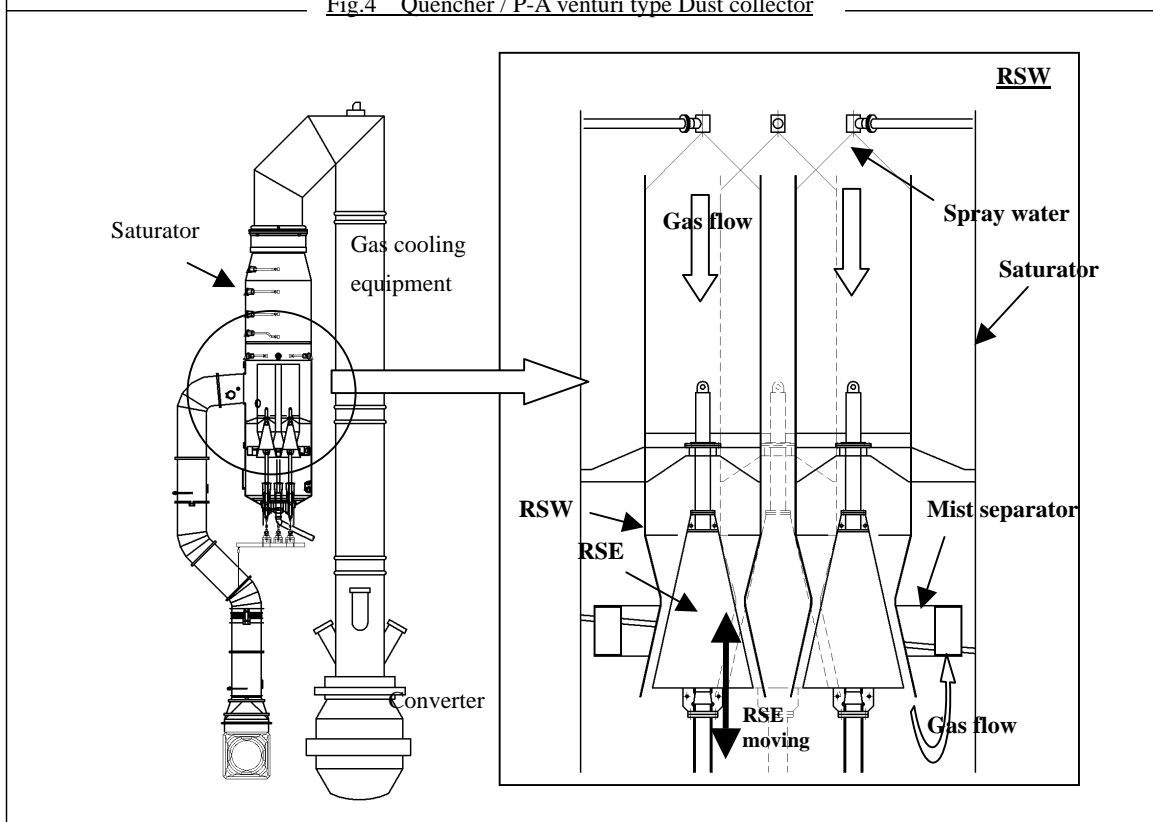 Fig.4 Quencher / P-A venturi type Dust collector
RSW
Spray water
Gas flow
Saturator
Saturator
Gas cooling
equipment
RSW
RSE
Mist separator
Converter
RSE
moving
Gas flow